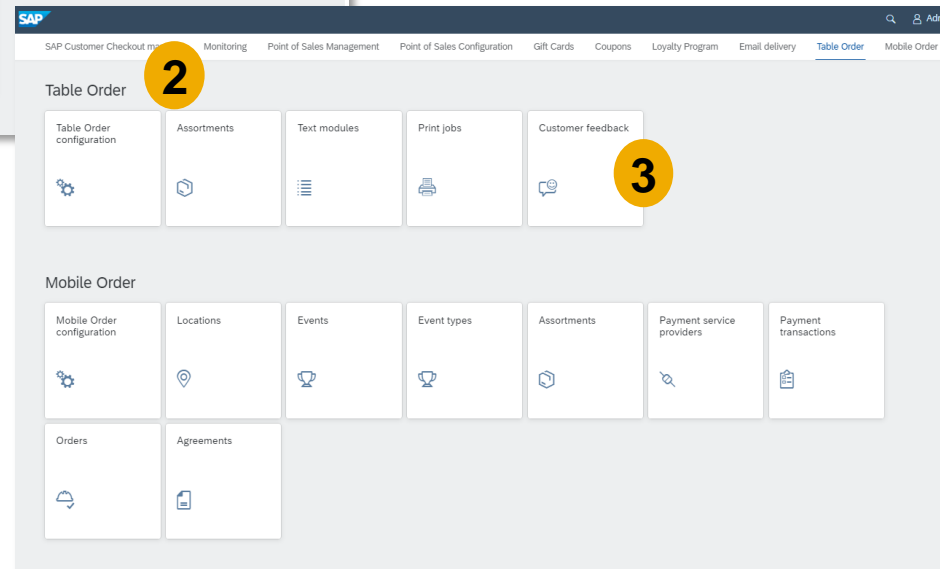 SAP
Adm
SAP Customer Checkout ma
Monitoring
Point of Sales Management
Point of Sales Configuration
Gift Cards
Coupons
Loyalty Program
Email delivery
Table Order
Mobile Order
2
Table Order
Table Order
configuration
Assortments
Text modules
Print jobs
Customer feedback
3
Mobile Order
Mobile Order
configuration
Locations
Events
Event types
Assortments
Payment service
providers
Payment
transactions
Orders
Agreements